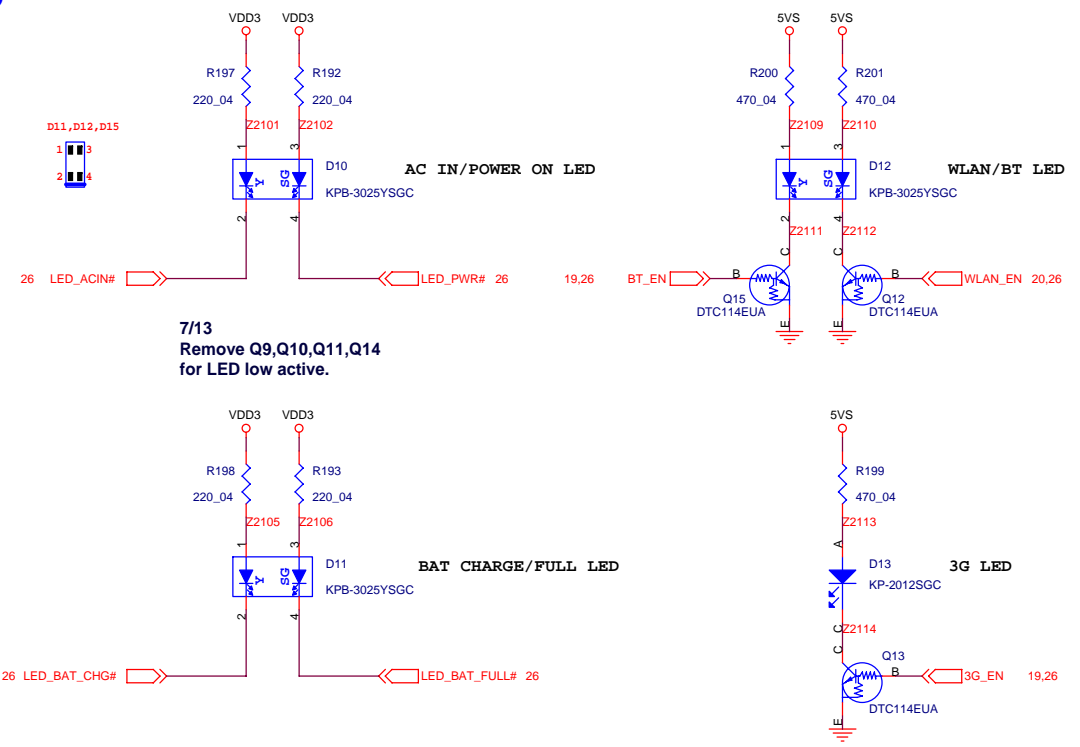 VDD3 VDD3
R197 R192
220_04 220_04
Z2101 Z2102
D11,D12,D15
1 3
2 4
1 3
D10
Y SG
KPB-3025YSGC
AC IN/POWER ON LED
2 4
26 LED_ACIN#
LED_PWR# 26
7/13
Remove Q9,Q10,Q11,Q14
for LED low active.
5VS 5VS
R200 R201
470_04 470_04
Z2109 Z2110
1 3
D12
Y SG
KPB-3025YSGC
WLAN/BT LED
2 4
Z2111 Z2112
C C
19,26 BT_EN B
B WLAN_EN 20,26
Q15 Q12
DTC114EUA DTC114EUA
E E
VDD3 VDD3
R198 R193
220_04 220_04
Z2105 Z2106
1 3
D11
Y SG
KPB-3025YSGC
BAT CHARGE/FULL LED
2 4
26 LED_BAT_CHG#
LED_BAT_FULL# 26
5VS
R199
470_04
Z2113
A
D13
KP-2012SGC
3G LED
C
Z2114
C
Q13
B 3G_EN 19,26
DTC114EUA
E